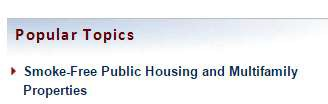 Popular Topics
Smoke-Free Public Housing and Multifamily
Properties